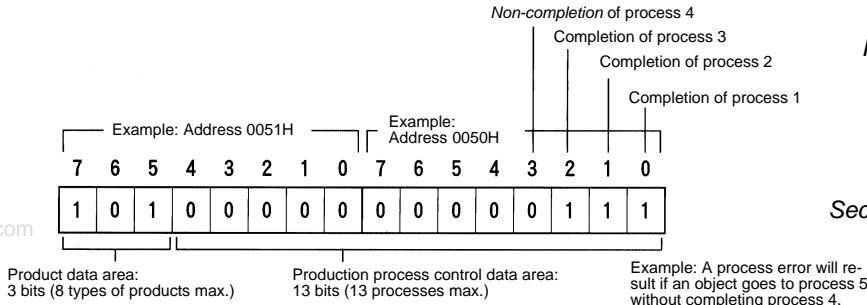 Non-completion of process 4
Completion of process 3
Completion of process 2
Completion of process 1
Example: Address 0051H
Example:
Address 0050H
7 6 5 4 3 2 1 0 7 6 5 4 3 2 1 0
1 0 1 0 0 0 0 0 0 0 0 0 0 1 1 1
Sec
com
Product data area:
3 bits (8 types of products max.)
Production process control data area:
13 bits (13 processes max.)
Example: A process error will re-
sult if an object goes to process 5
without completing process 4.